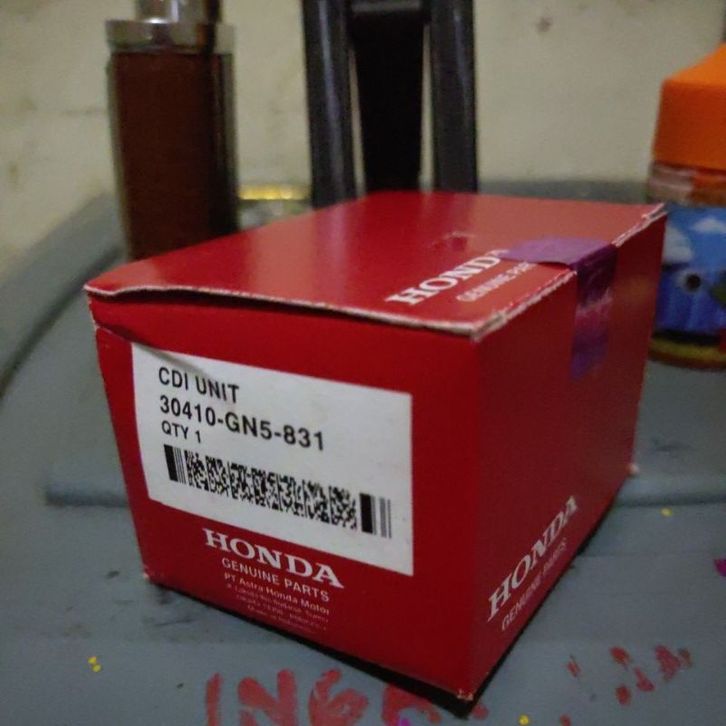 HONDA
GENUINE PAR
CDI UNIT
30410-GN5-831
QTY 1
HONDA
GENUINE PARTS
PT Astra Honda Motor
HONDA
GENUINE PARTS